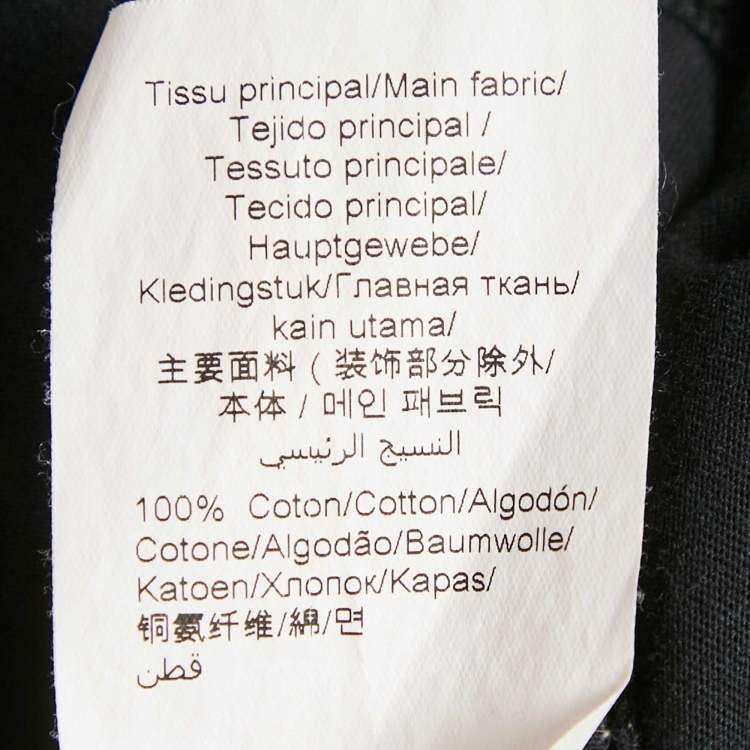 Tissu principal/Main fabric/
Tejido principal /
Tessuto principale/
Tecido principal/
Hauptgewebe/
Kledingstuk/Главная ткань/
kain utama/
主要面料 ( 装饰部分除外/
本体 / 메인 패브릭
النسيج الرئيسي
100% Coton/Cotton/Algodón/
Cotone/Algodão/Baumwolle/
Katoen/Хлопок/Kapas/
铜氨纤维/綿/면
قطن